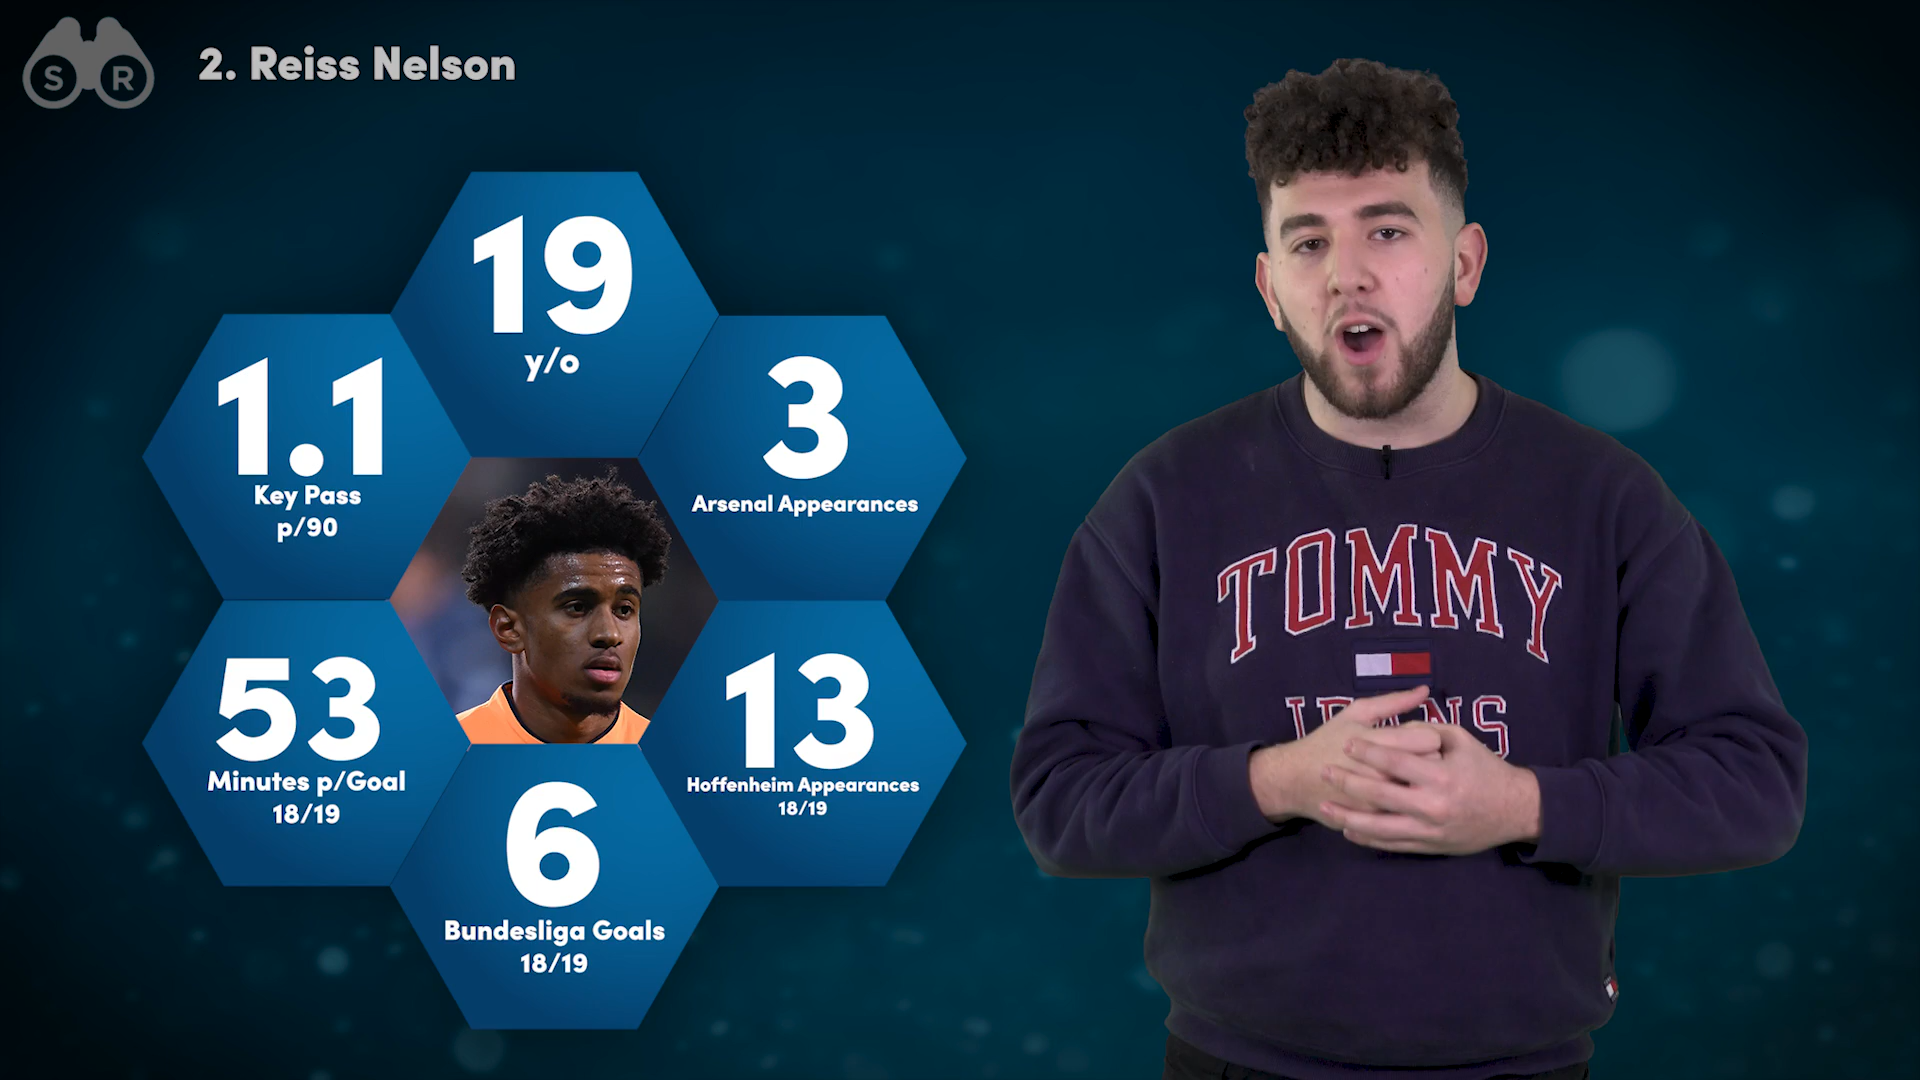 S R
2. Reiss Nelson
19
y/o
1.1
Key Pass
p/90
3
Arsenal Appearances
53
Minutes p/Goal
18/19
13
Hoffenheim Appearances
18/19
6
Bundesliga Goals
18/19
TOMMY